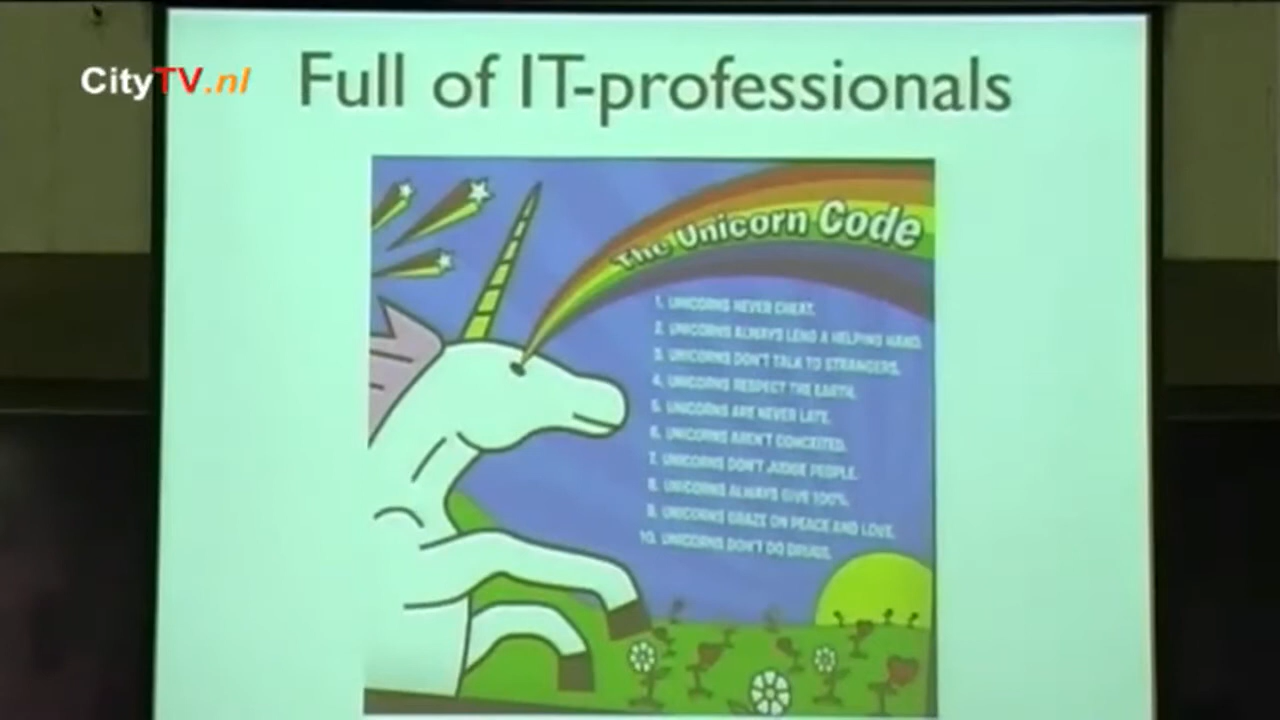 CityTV.nl
Full of IT-professionals
The Unicorn Code
1. UNICORNS NEVER CHEAT.
2. UNICORNS ALWAYS LEND A HELPING HAND.
3. UNICORNS DON'T TALK TO STRANGERS.
4. UNICORNS RESPECT THE EARTH.
5. UNICORNS ARE NEVER LATE.
6. UNICORNS AREN'T CONCEITED.
7. UNICORNS DON'T JUDGE PEOPLE.
8. UNICORNS ALWAYS GIVE 100%.
9. UNICORNS GRAZE ON PEACE AND LOVE.
10. UNICORNS DON'T DO DRUGS.